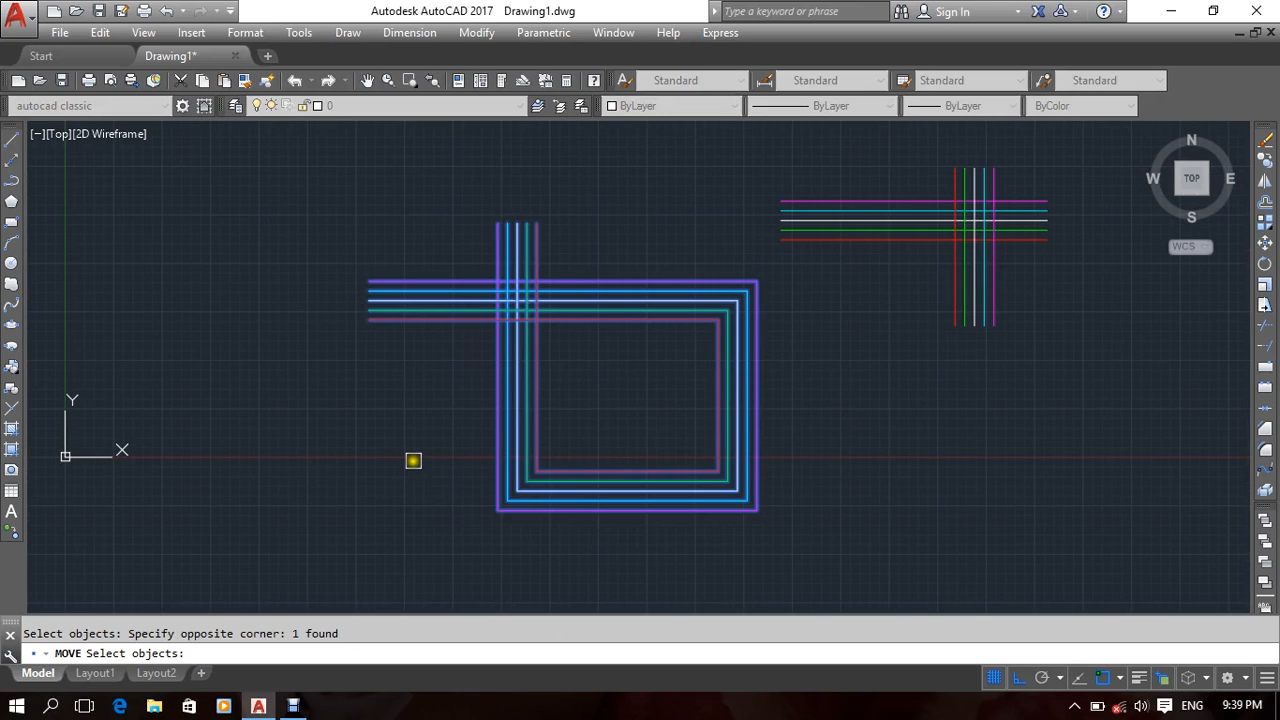 Autodesk AutoCAD 2017 Drawing1.dwg
Type a keyword or phrase
Sign In
File Edit View Insert Format Tools Draw Dimension Modify Parametric Window Help Express
Start
Drawing1*
Standard
Standard
Standard
Standard
autocad classic
0
ByLayer
ByLayer
ByLayer
ByColor
[−][Top][2D Wireframe]
N
W
TOP
E
S
WCS
Y
X
Select objects: Specify opposite corner: 1 found
MOVE Select objects:
Model
Layout1
Layout2
ENG
9:39 PM